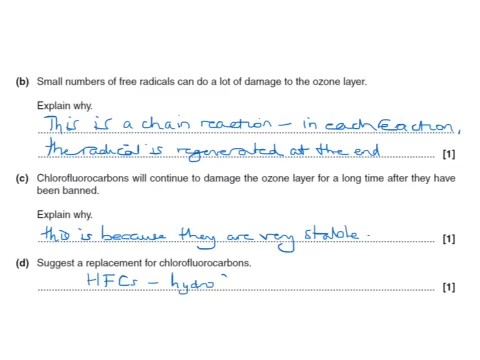 (b) Small numbers of free radicals can do a lot of damage to the ozone layer.
Explain why.
This is a chain reaction – in each reaction,
the radical is regenerated at the end
[1]
(c) Chlorofluorocarbons will continue to damage the ozone layer for a long time after they have
been banned.
Explain why.
this is because they are very stable.
[1]
(d) Suggest a replacement for chlorofluorocarbons.
HFCs – hydro
[1]